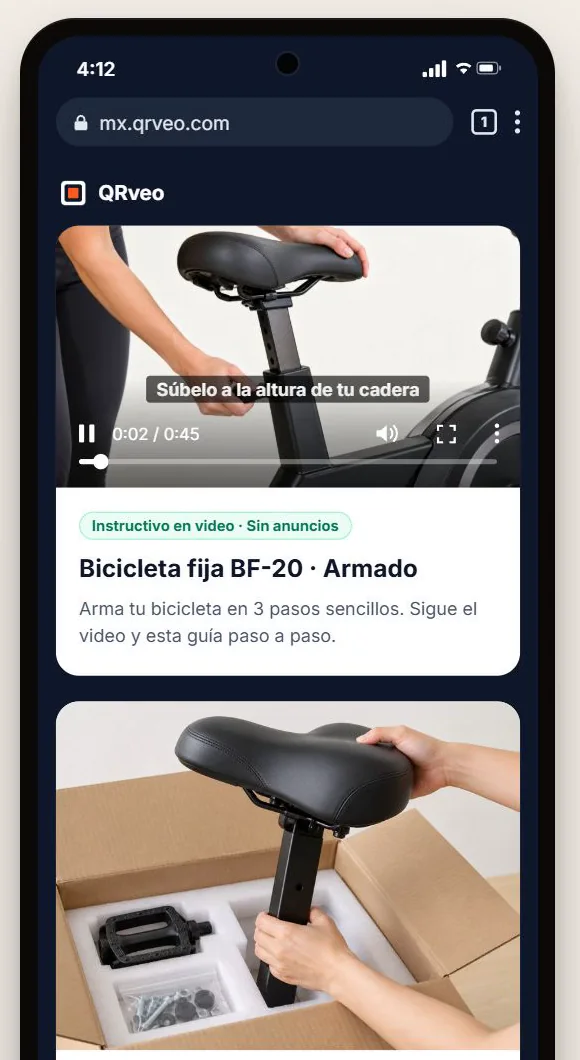 4:12
mx.qrveo.com
1
QRveo
Súbelo a la altura de tu cadera
0:02 / 0:45
Instructivo en video · Sin anuncios
Bicicleta fija BF-20 · Armado
Arma tu bicicleta en 3 pasos sencillos. Sigue el
video y esta guía paso a paso.